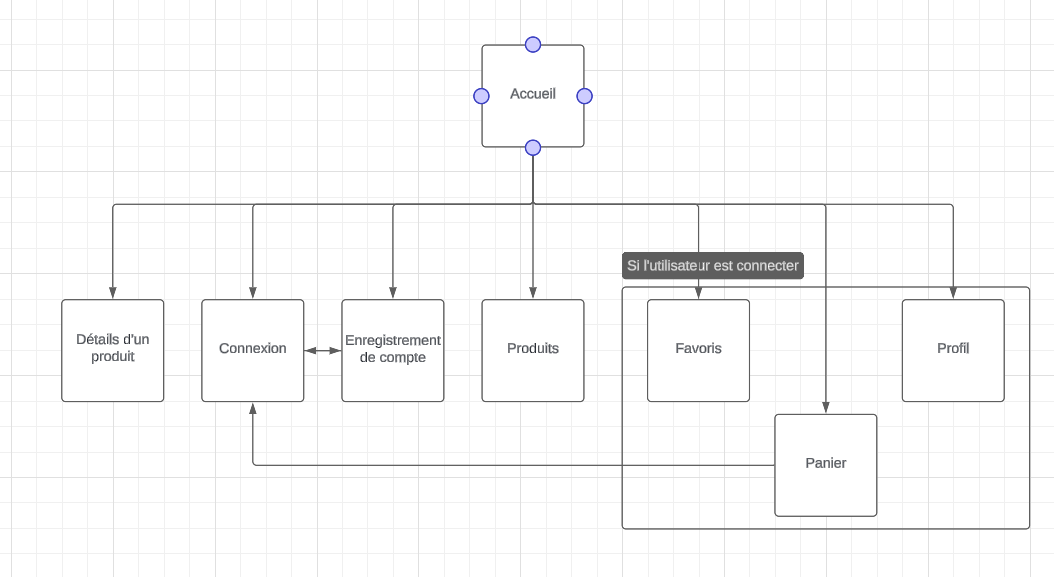 Accueil
Si l'utilisateur est connecter
Détails d'un
produit
Connexion
Enregistrement
de compte
Produits
Favoris
Profil
Panier